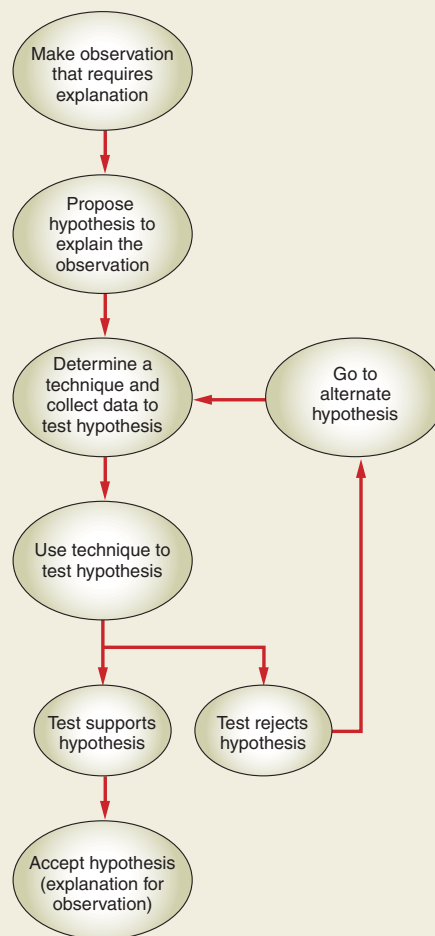 Make observation
that requires
explanation
Propose
hypothesis to
explain the
observation
Determine a
technique and
collect data to
test hypothesis
Go to
alternate
hypothesis
Use technique to
test hypothesis
Test supports
hypothesis
Test rejects
hypothesis
Accept hypothesis
(explanation for
observation)